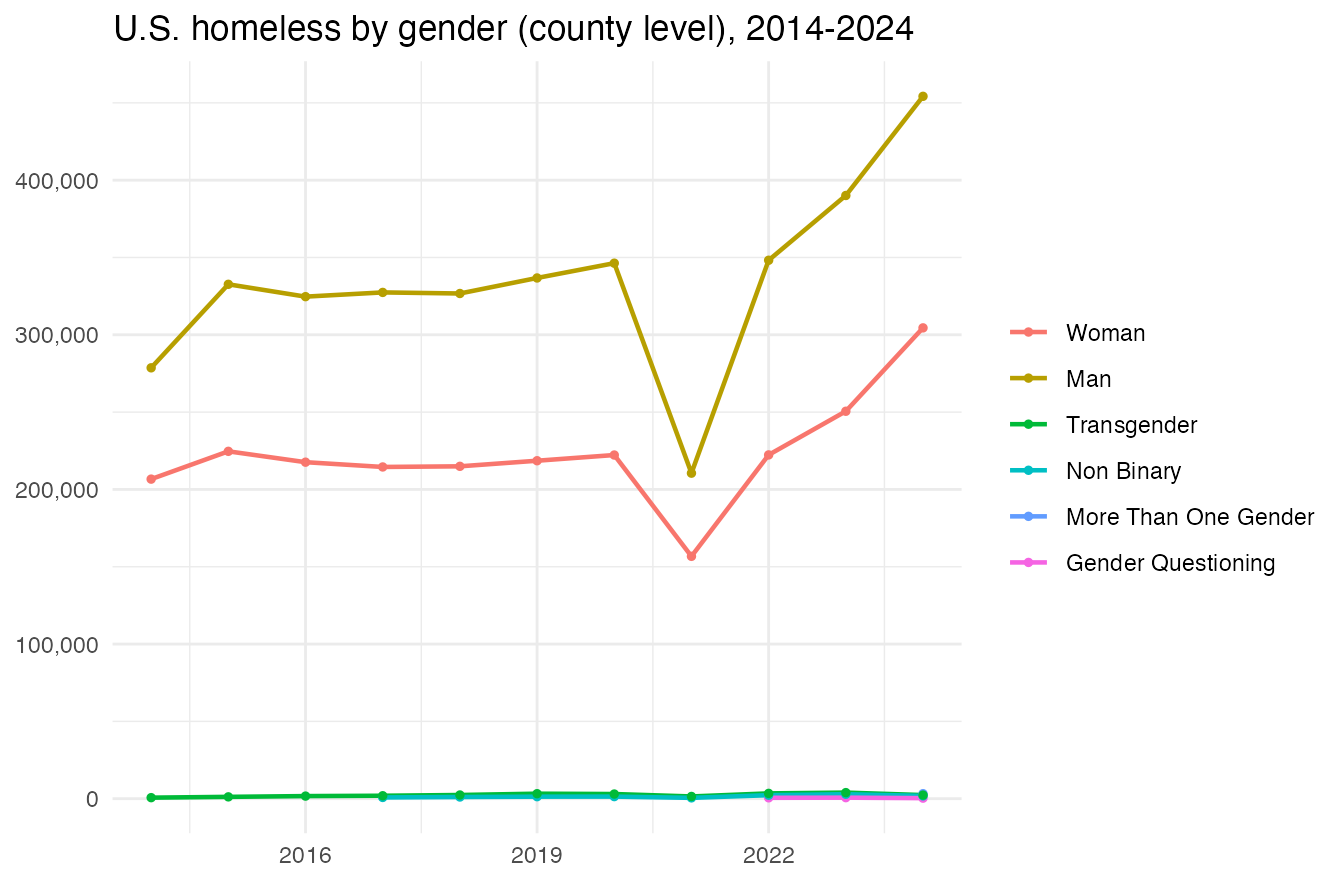 U.S. homeless by gender (county level), 2014-2024
400,000
300,000
200,000
100,000
0
2016
2019
2022
Woman
Man
Transgender
Non Binary
More Than One Gender
Gender Questioning